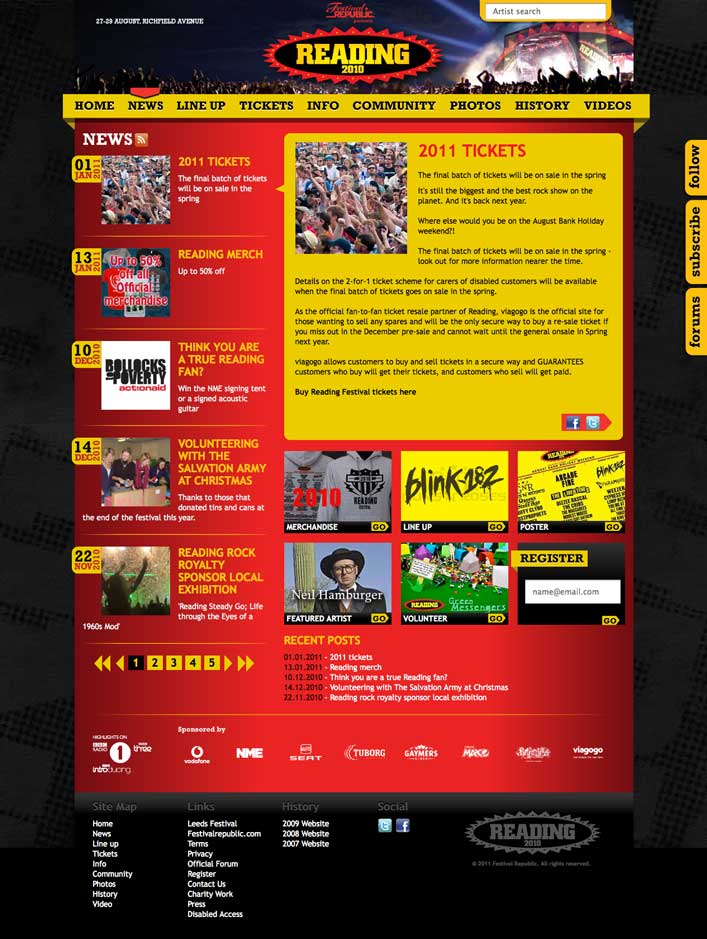 Festival
REPUBLIC
presents
Artist search
27-29 AUGUST, RICHFIELD AVENUE
READING
2010
HOME NEWS LINE UP TICKETS INFO COMMUNITY PHOTOS HISTORY VIDEOS
follow
subscribe
forums
NEWS
01
JAN
2011
2011 TICKETS
The final batch of tickets
will be on sale in the
spring
13
JAN
2011
Up to 50%
off all
Official
merchandise
READING MERCH
Up to 50% off
10
DEC
2010
BOLLOCKS
TO
POVERTY
actionaid
THINK YOU ARE
A TRUE READING
FAN?
Win the NME signing tent
or a signed acoustic
guitar
14
DEC
2010
VOLUNTEERING
WITH THE
SALVATION ARMY
AT CHRISTMAS
Thanks to those that
donated tins and cans at
the end of the festival this year.
22
NOV
2010
READING ROCK
ROYALTY
SPONSOR LOCAL
EXHIBITION
'Reading Steady Go; Life
through the Eyes of a
1960s Mod'
1 2 3 4 5
2011 TICKETS
The final batch of tickets will be on sale in the spring
It's still the biggest and the best rock show on the
planet. And it's back next year.
Where else would you be on the August Bank Holiday
weekend?!
The final batch of tickets will be on sale in the spring -
look out for more information nearer the time.
Details on the 2-for-1 ticket scheme for carers of disabled customers will be available
when the final batch of tickets goes on sale in the spring.
As the official fan-to-fan ticket resale partner of Reading, viagogo is the official site for
those wanting to sell any spares and will be the only secure way to buy a re-sale ticket if
you miss out in the December pre-sale and cannot wait until the general onsale in Spring
next year.
viagogo allows customers to buy and sell tickets in a secure way and GUARANTEES
customers who buy will get their tickets, and customers who sell will get paid.
Buy Reading Festival tickets here
2010
READING
MERCHANDISE GO
blink-182
LINE UP GO
READING
ARCADE
FIRE
blink-182
THE LIBERTINES
DIZZEE RASCAL
THE CRIBS
WEEZER
POSTER GO
Neil Hamburger
FEATURED ARTIST GO
READING
Green
Messengers
VOLUNTEER GO
REGISTER
name@email.com
GO
RECENT POSTS
01.01.2011 - 2011 tickets
13.01.2011 - Reading merch
10.12.2010 - Think you are a true Reading fan?
14.12.2010 - Volunteering with The Salvation Army at Christmas
22.11.2010 - Reading rock royalty sponsor local exhibition
HIGHLIGHTS ON
BBC
RADIO
1
BBC
three
BBC
introducing
Sponsored by
vodafone
NME
SEAT
TUBORG
GAYMERS
CIDER
viagogo
Site Map
Home
News
Line up
Tickets
Info
Community
Photos
History
Video
Links
Leeds Festival
Festivalrepublic.com
Terms
Privacy
Official Forum
Register
Contact Us
Charity Work
Press
Disabled Access
History
2009 Website
2008 Website
2007 Website
Social
READING
2010
© 2011 Festival Republic. All rights reserved.